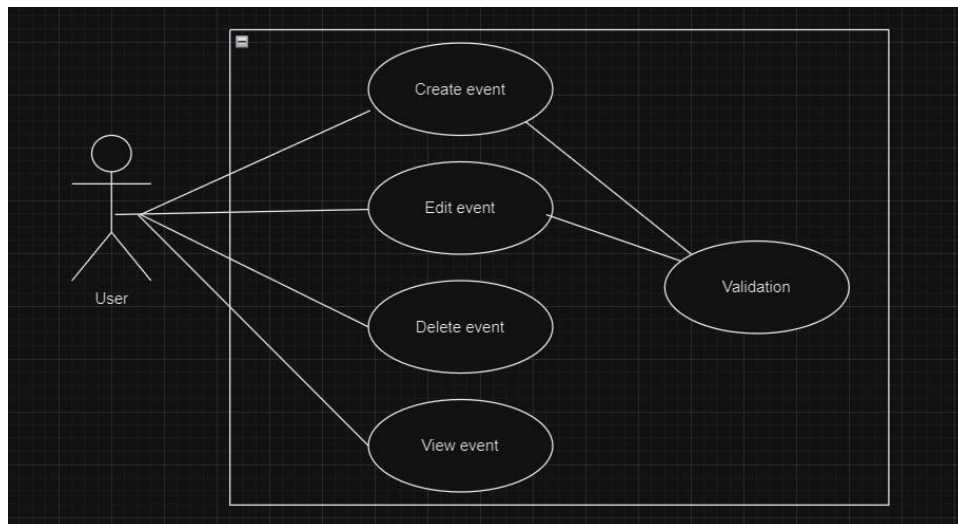 Create event
Edit event
User
Validation
Delete event
View event